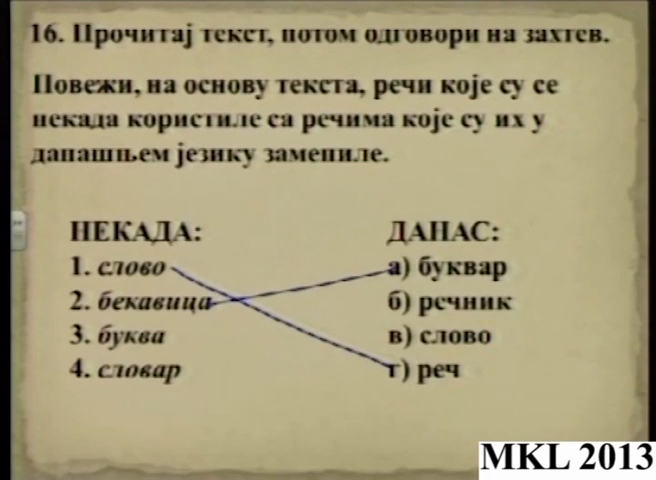 16. Прочитај текст, потом одговори на захтев.
Повежи, на основу текста, речи које су се
некада користиле са речима које су их у
данашњем језику замениле.
НЕКАДА:
ДАНАС:
1. слово
а) буквар
2. бекавица
б) речник
3. буква
в) слово
4. словар
г) реч
MKL 2013